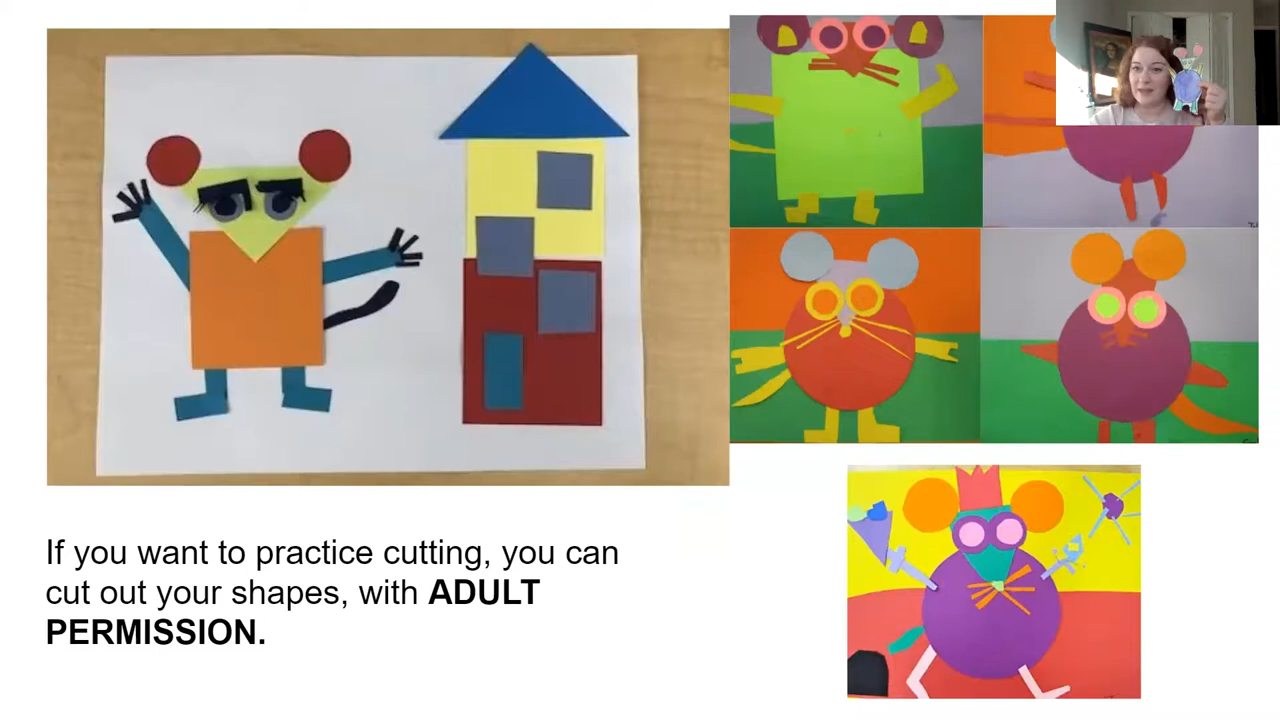 If you want to practice cutting, you can
cut out your shapes, with ADULT
PERMISSION.